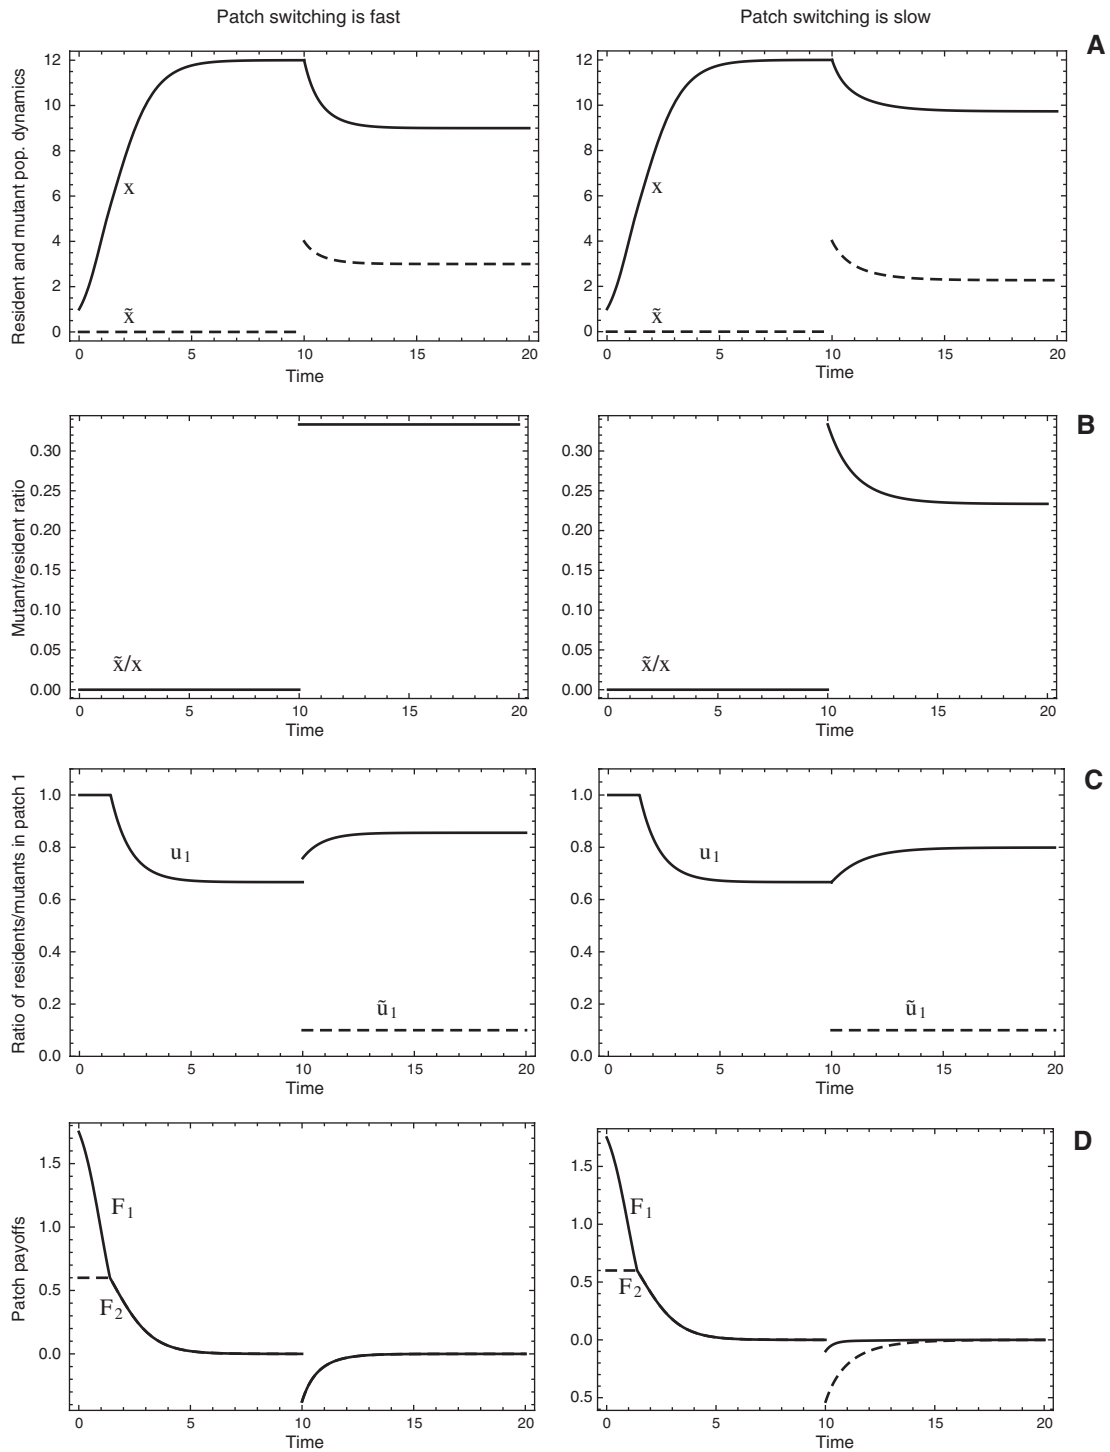 Patch switching is fast
Patch switching is slow
A
Resident and mutant pop. dynamics
12
10
8
6
4
2
0
x
x̃
0 5 10 15 20
Time
12
10
8
6
4
2
0
x
x̃
0 5 10 15 20
Time
B
Mutant/resident ratio
0.30
0.25
0.20
0.15
0.10
0.05
0.00
x̃/x
0 5 10 15 20
Time
0.30
0.25
0.20
0.15
0.10
0.05
0.00
x̃/x
0 5 10 15 20
Time
C
Ratio of residents/mutants in patch 1
1.0
0.8
0.6
0.4
0.2
0.0
u₁
ũ₁
0 5 10 15 20
Time
1.0
0.8
0.6
0.4
0.2
0.0
u₁
ũ₁
0 5 10 15 20
Time
D
Patch payoffs
1.5
1.0
0.5
0.0
F₁
F₂
0 5 10 15 20
Time
1.5
1.0
0.5
0.0
0.5
F₁
F₂
0 5 10 15 20
Time